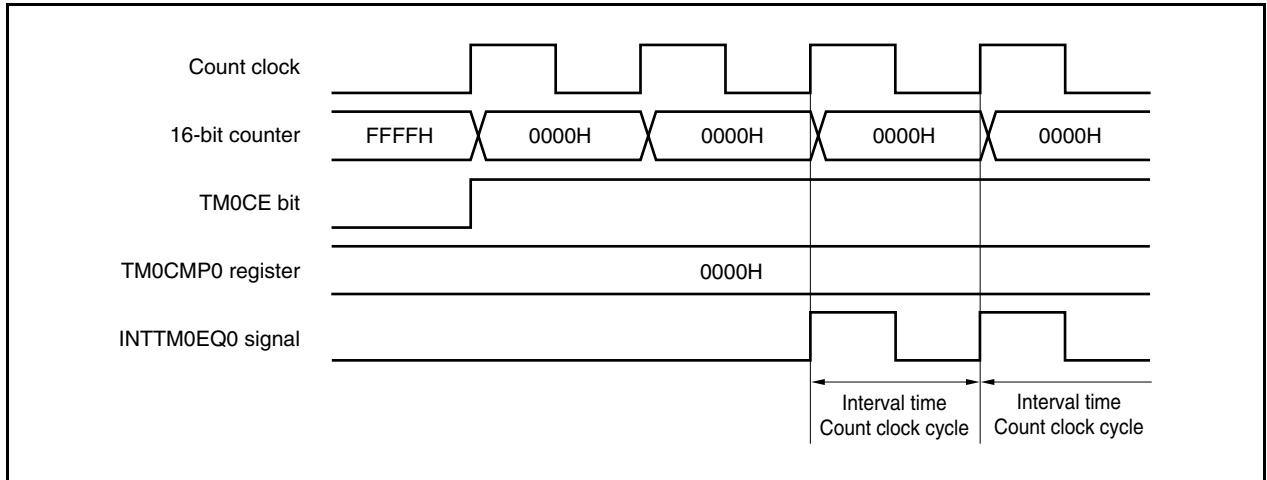 Count clock
16-bit counter FFFFH 0000H 0000H 0000H 0000H
TM0CE bit
TM0CMP0 register 0000H
INTTM0EQ0 signal
Interval time Interval time
Count clock cycle Count clock cycle